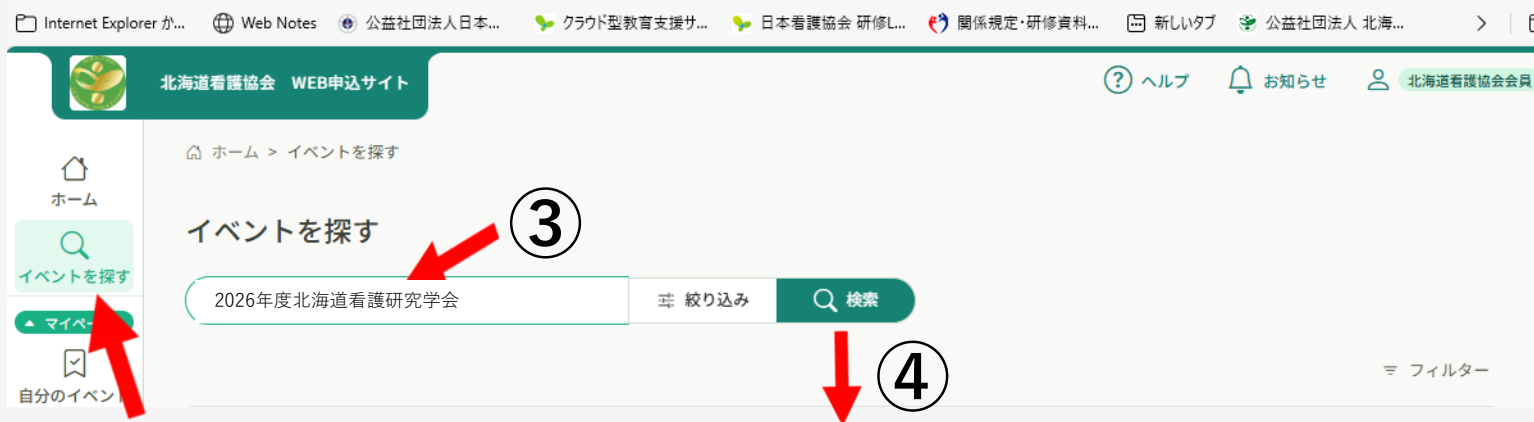 Internet Explorer か... Web Notes 公益社団法人日本... クラウド型教育支援サ... 日本看護協会 研修L... 関係規定・研修資料... 新しいタブ 公益社団法人 北海...
北海道看護協会 WEB申込サイト ヘルプ お知らせ 北海道看護協会会員
ホーム > イベントを探す
ホーム
イベントを探す
③
イベントを探す
2026年度北海道看護研究学会 絞り込み 検索
マイペー
④
フィルター
自分のイベン